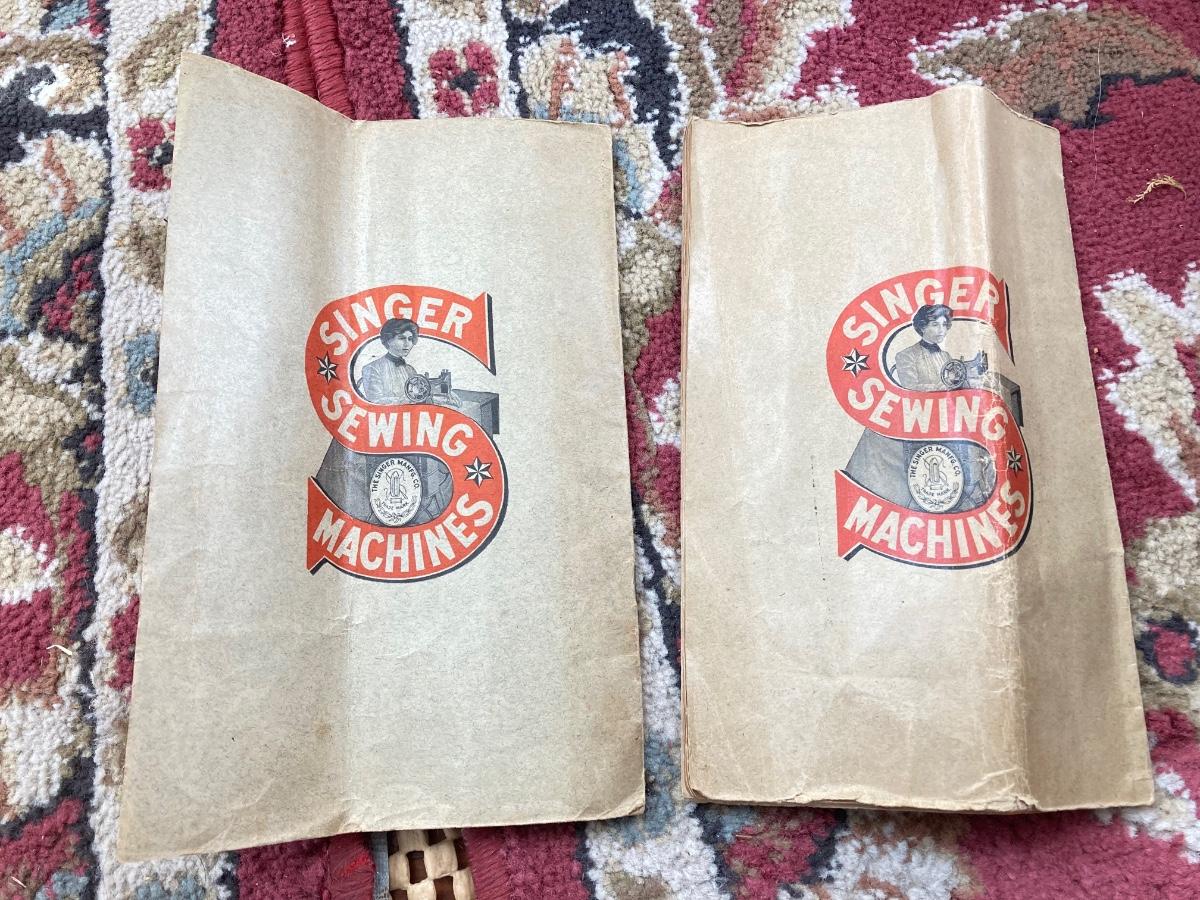 SINGER
SEWING
THE SINGER MANFG. CO.
TRADE MARK
MACHINES
SINGER
SEWING
THE SINGER MANFG. CO.
TRADE MARK
MACHINES